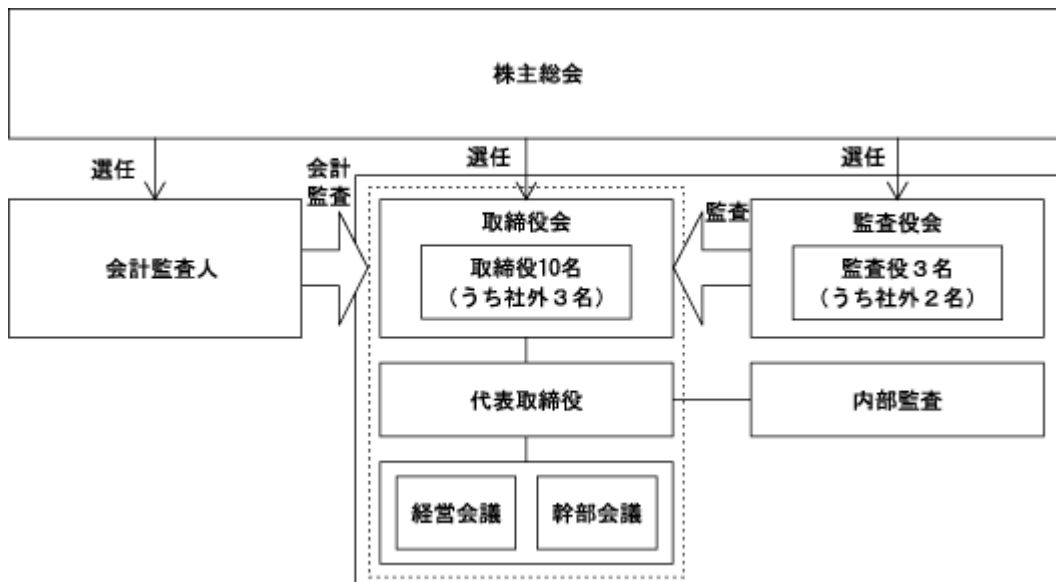 株主総会
選任
選任
選任
会計
監査
監査
会計監査人
取締役会
取締役10名
（うち社外３名）
監査役会
監査役３名
（うち社外２名）
代表取締役
内部監査
経営会議
幹部会議